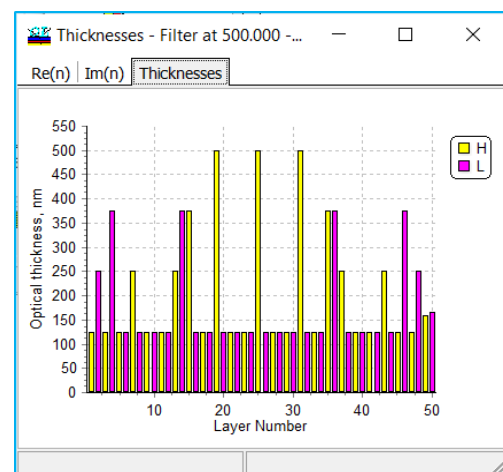 Thicknesses - Filter at 500.000 -...
Re(n) Im(n) Thicknesses
550
500
450
400
350
300
250
200
150
100
50
0
Optical thickness, nm
10 20 30 40 50
Layer Number
H
L